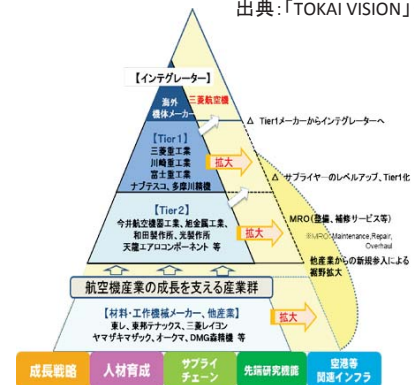 出典:「TOKAI VISION」
【インテグレーター】
海外
機体メーカー
三菱航空機
△ Tier1メーカーからインテグレーターへ
【Tier1】
三菱重工業
川崎重工業
富士重工業
ナブテスコ、多摩川精機
拡大
△ サプライヤーのレベルアップ、Tier1化
【Tier2】
今井航空機器工業、旭金属工業、
和田製作所、光製作所
天龍エアロコンポーネント 等
拡大
MRO(整備、補修サービス等)
※MRO:Maintenance,Repair,
Overhaul
他産業からの新規参入による
裾野拡大
航空機産業の成長を支える産業群
【材料・工作機械メーカー、他産業】
東レ、東邦テナックス、三菱レイヨン
ヤマザキマザック、オークマ、DMG森精機 等
拡大
成長戦略
人材育成
サプライ
チェーン
先端研究機能
空港等
関連インフラ